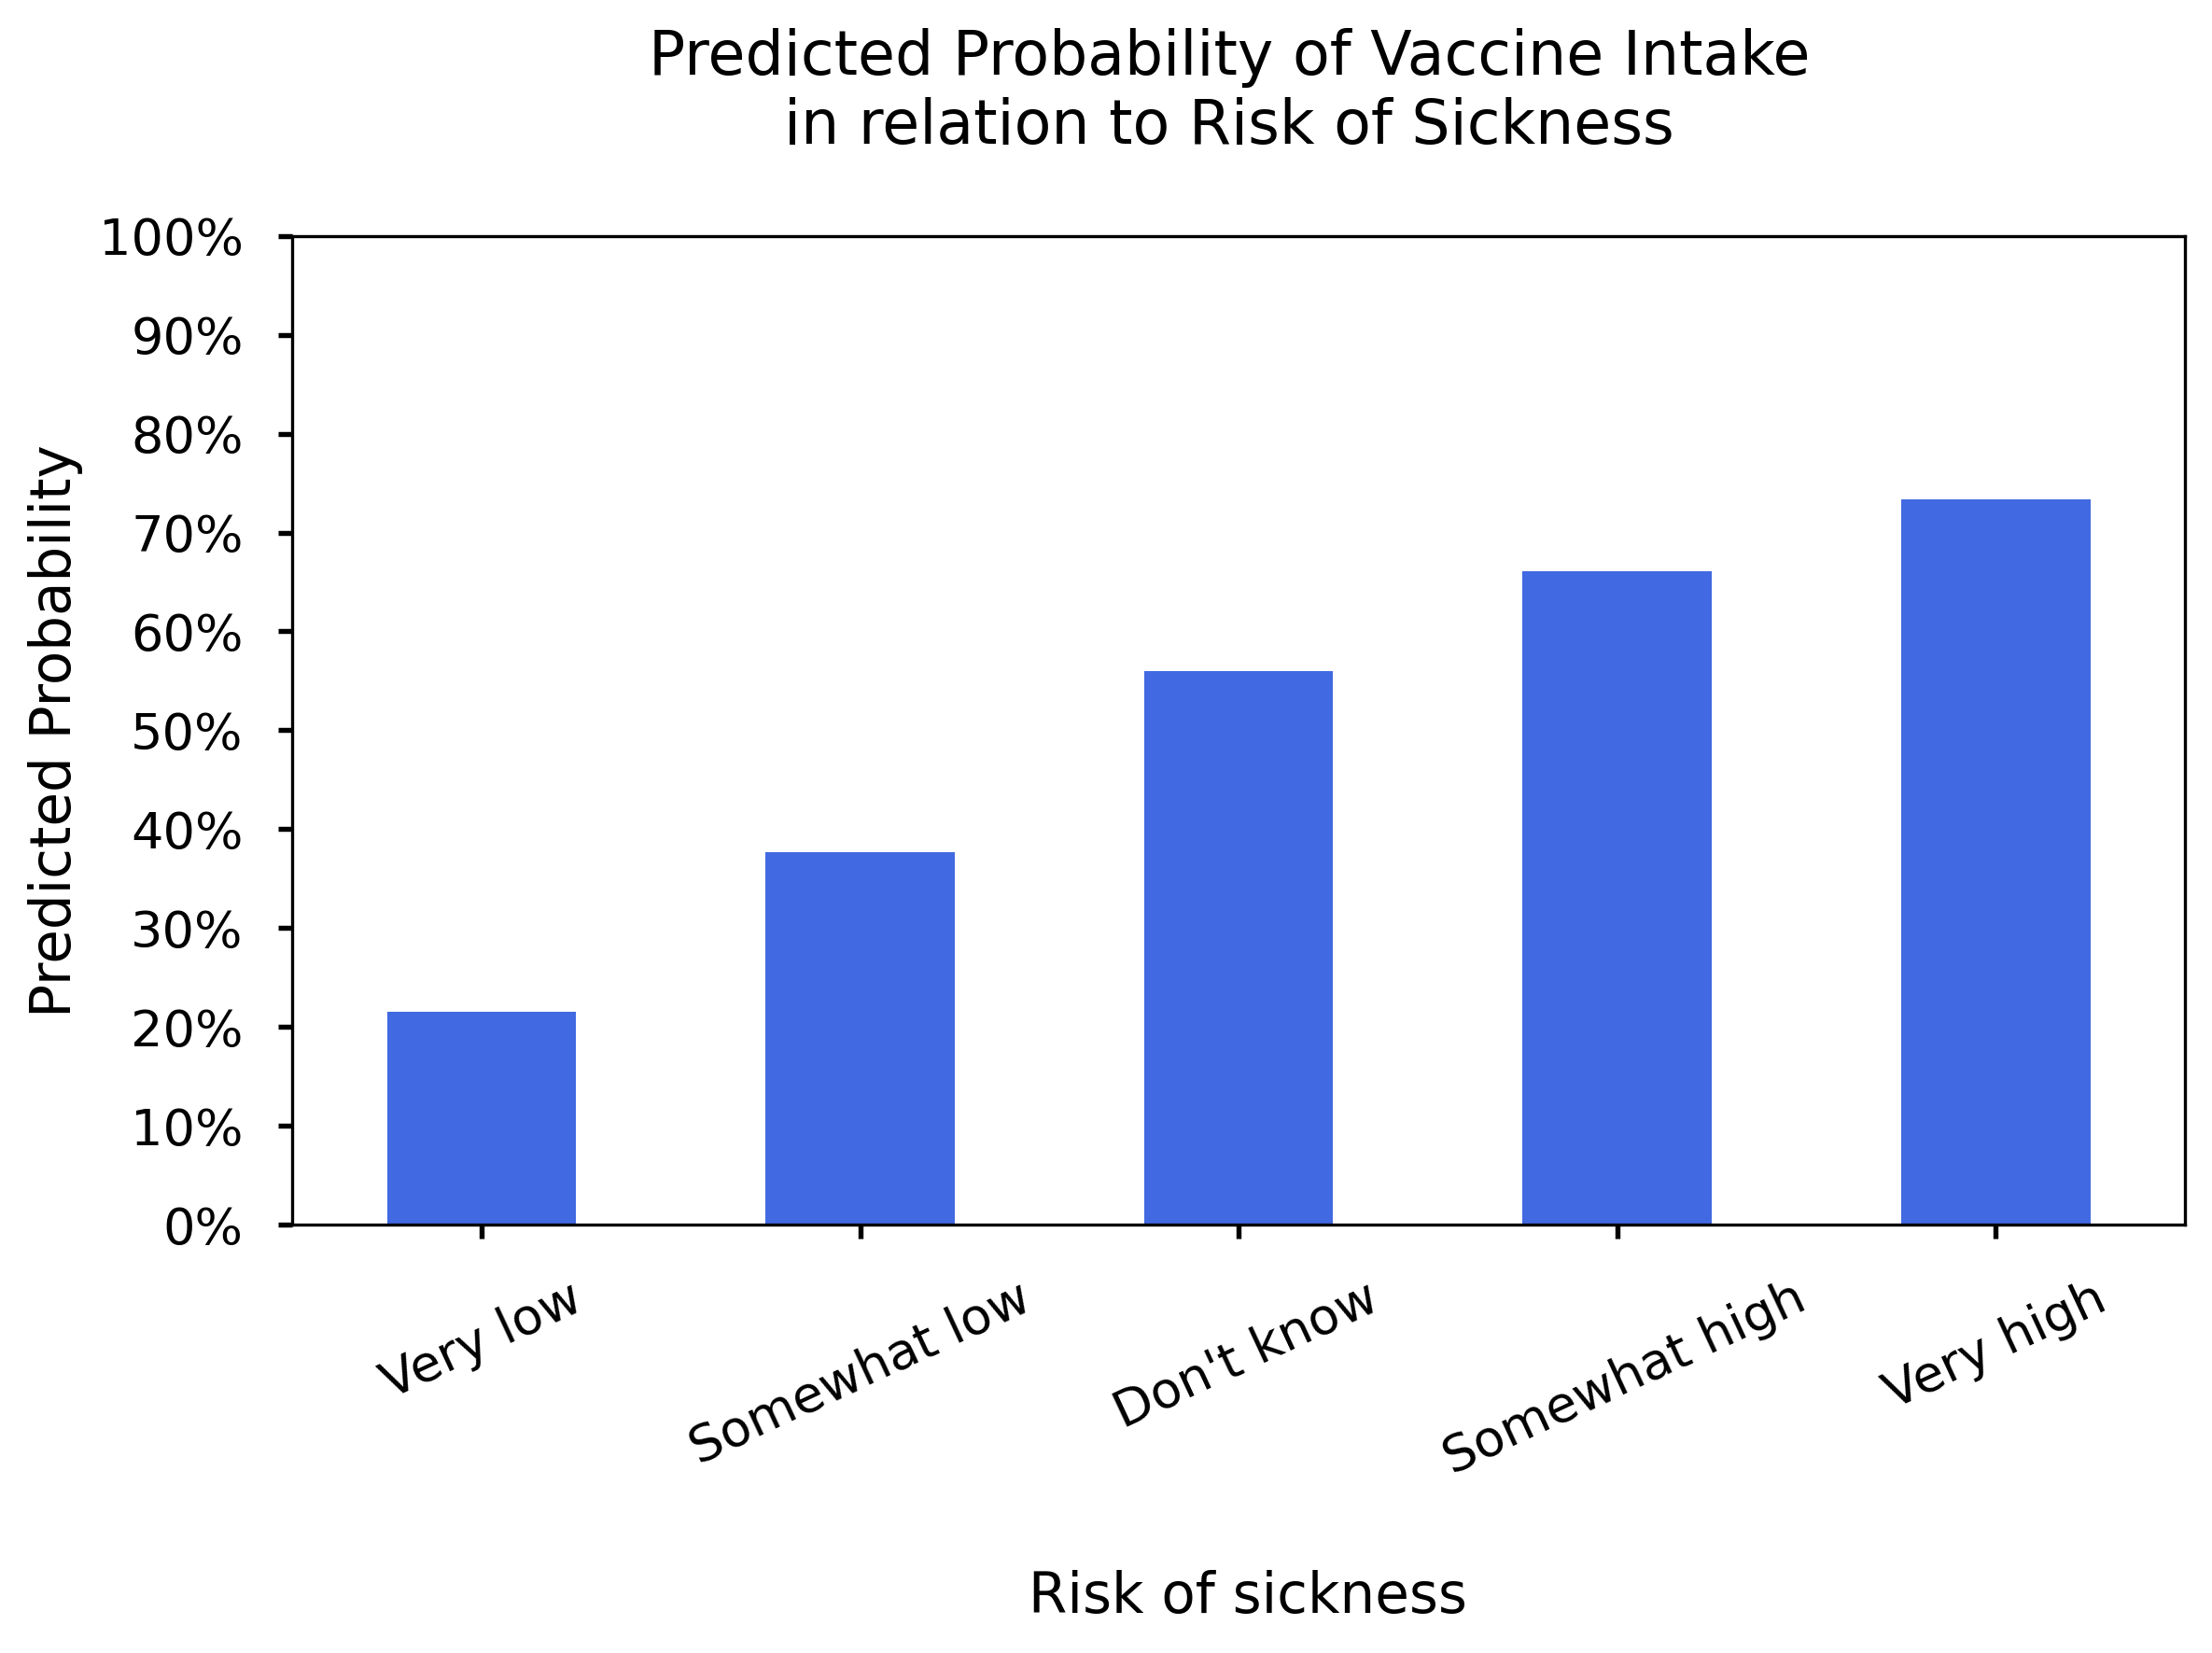 Predicted Probability of Vaccine Intake
in relation to Risk of Sickness
100%
90%
80%
70%
60%
50%
40%
30%
20%
10%
0%
Predicted Probability
Very low
Somewhat low
Don't know
Somewhat high
Very high
Risk of sickness